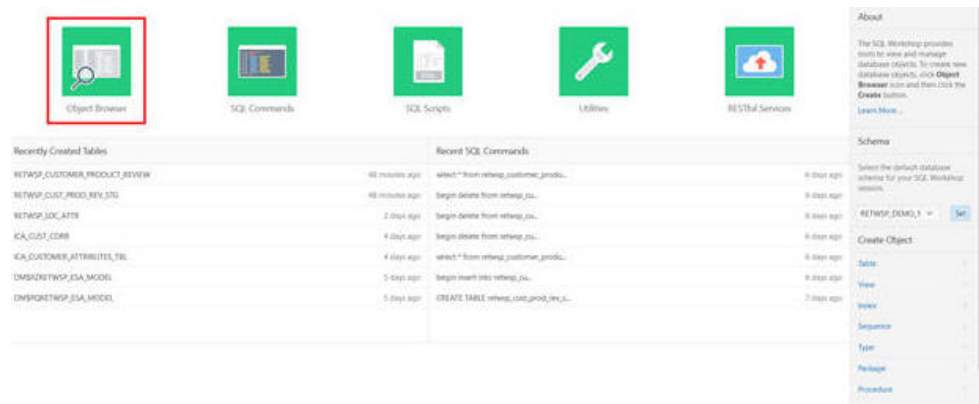 Object Browser
SQL Commands
SQL Scripts
Utilities
RESTful Services
Recently Created Tables
RETWSP_CUSTOMER_PRODUCT_REVIEW 48 minutes ago
RETWSP_CUST_PROD_REV_STG 48 minutes ago
RETWSP_LOC_ATTR 2 days ago
ICA_CUST_CORR 4 days ago
ICA_CUSTOMER_ATTRIBUTES_TBL 4 days ago
5 days ago
5 days ago
Recent SQL Commands
select * from retwsp_customer_produ... 6 days ago
begin delete from retwsp_cu... 6 days ago
begin delete from retwsp_cu... 6 days ago
begin delete from retwsp_cu... 6 days ago
select * from retwsp_customer_produ... 6 days ago
begin insert into retwsp_cu... 6 days ago
CREATE TABLE retwsp_cust_prod_rev_s... 7 days ago
About
The SQL Workshop provides
tools to view and manage
database objects. To create new
database objects, click Object
Browser icon and then click the
Create button.
Learn More...
Schema
Select the default database
schema for your SQL Workshop
session.
RETWSP_DEMO_1 Set
Create Object
Table
View
Index
Sequence
Type
Package
Procedure